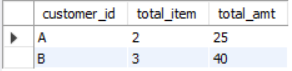 customer_id total_item total_amt
A 2 25
B 3 40